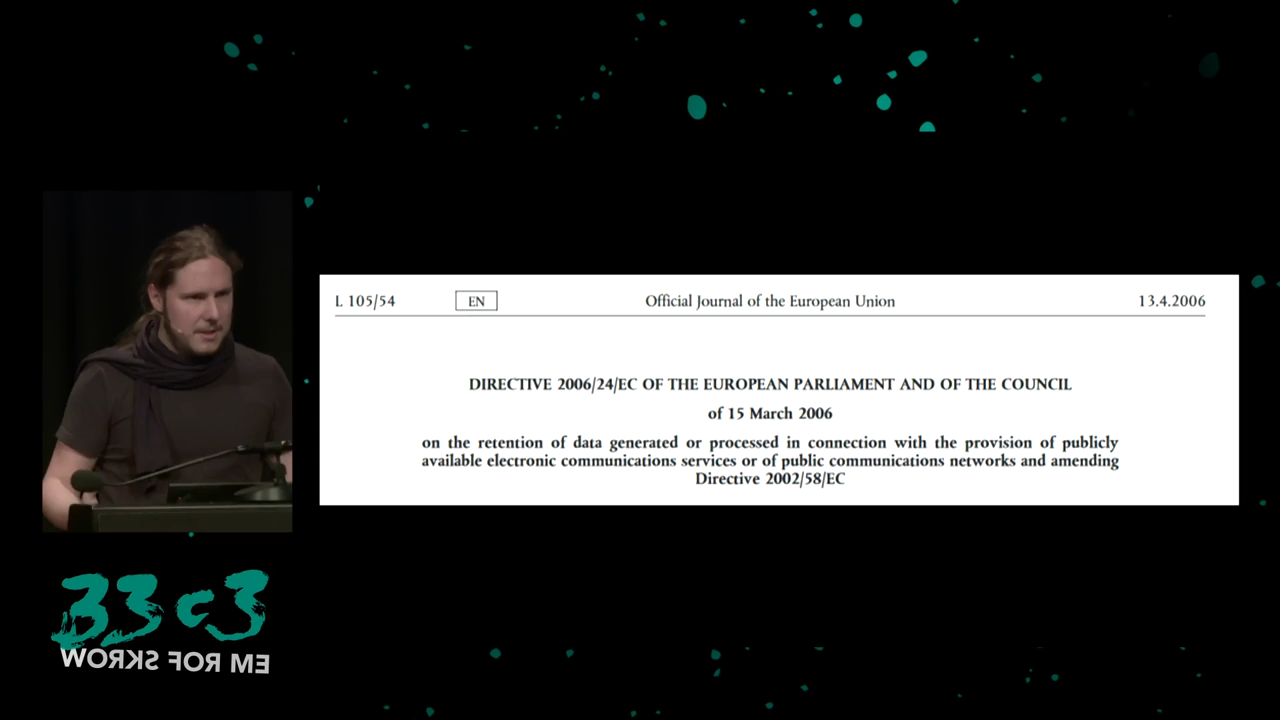 L 105/54 EN Official Journal of the European Union 13.4.2006
DIRECTIVE 2006/24/EC OF THE EUROPEAN PARLIAMENT AND OF THE COUNCIL
of 15 March 2006
on the retention of data generated or processed in connection with the provision of publicly
available electronic communications services or of public communications networks and amending
Directive 2002/58/EC
33c3
WORKS FOR ME